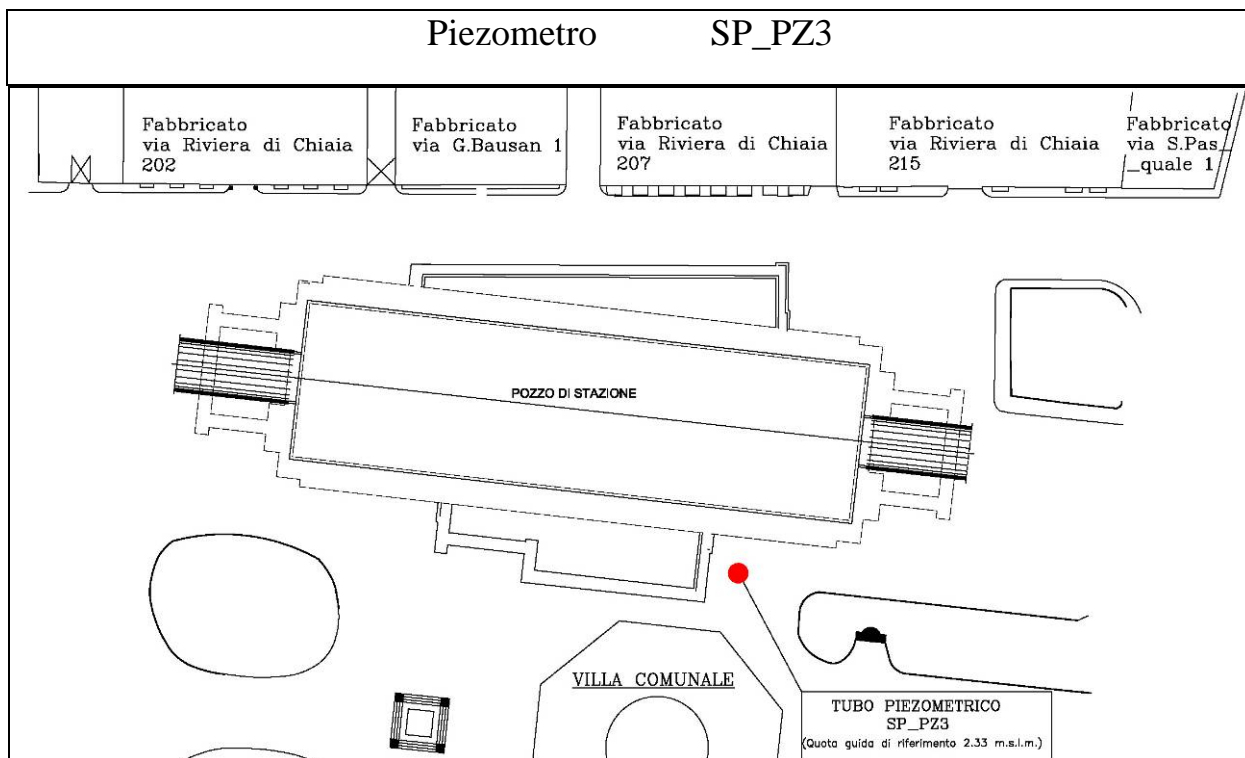 Piezometro SP_PZ3
Fabbricato
via Riviera di Chiaia
202
Fabbricato
via G.Bausan 1
Fabbricato
via Riviera di Chiaia
207
Fabbricato
via Riviera di Chiaia
215
Fabbricato
via S.Pas_
_quale 1
POZZO DI STAZIONE
VILLA COMUNALE
TUBO PIEZOMETRICO
SP_PZ3
(Quota guida di riferimento 2.33 m.s.l.m.)